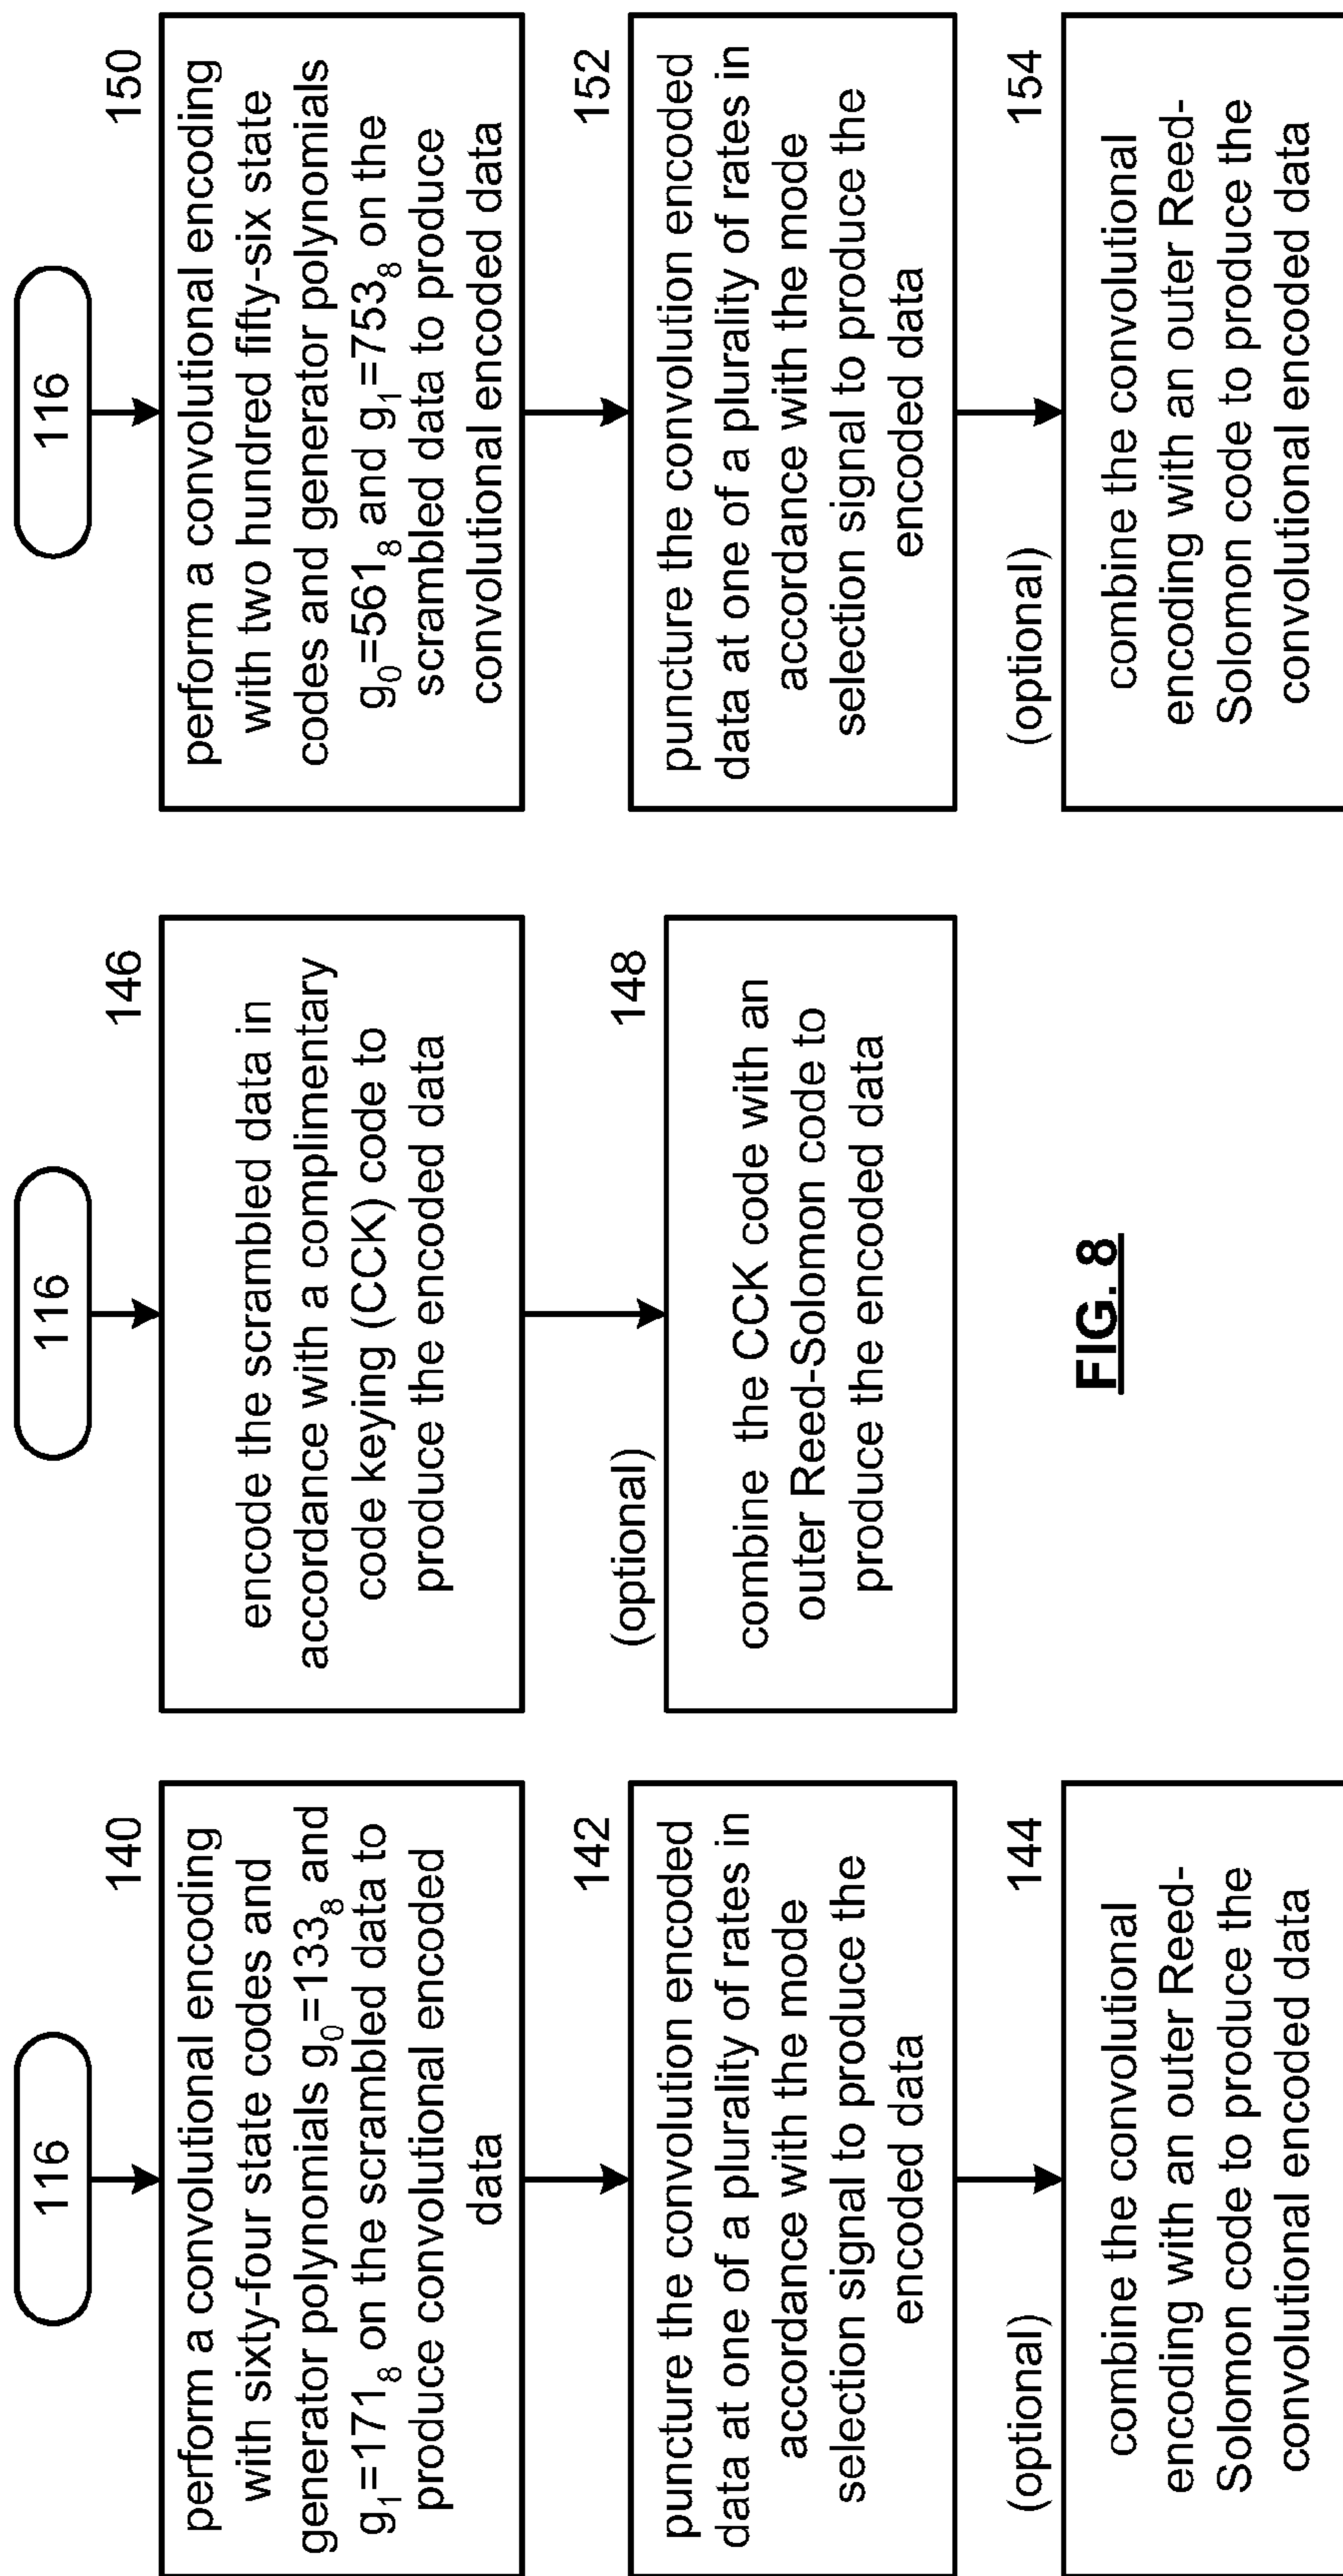 116
140
perform a convolutional encoding
with sixty-four state codes and
generator polynomials g₀=133₈ and
g₁=171₈ on the scrambled data to
produce convolutional encoded
data
142
puncture the convolution encoded
data at one of a plurality of rates in
accordance with the mode
selection signal to produce the
encoded data
(optional)
144
combine the convolutional
encoding with an outer Reed-
Solomon code to produce the
convolutional encoded data
116
146
encode the scrambled data in
accordance with a complimentary
code keying (CCK) code to
produce the encoded data
(optional)
148
combine the CCK code with an
outer Reed-Solomon code to
produce the encoded data
116
150
perform a convolutional encoding
with two hundred fifty-six state
codes and generator polynomials
g₀=561₈ and g₁=753₈ on the
scrambled data to produce
convolutional encoded data
152
puncture the convolution encoded
data at one of a plurality of rates in
accordance with the mode
selection signal to produce the
encoded data
(optional)
154
combine the convolutional
encoding with an outer Reed-
Solomon code to produce the
convolutional encoded data
FIG. 8